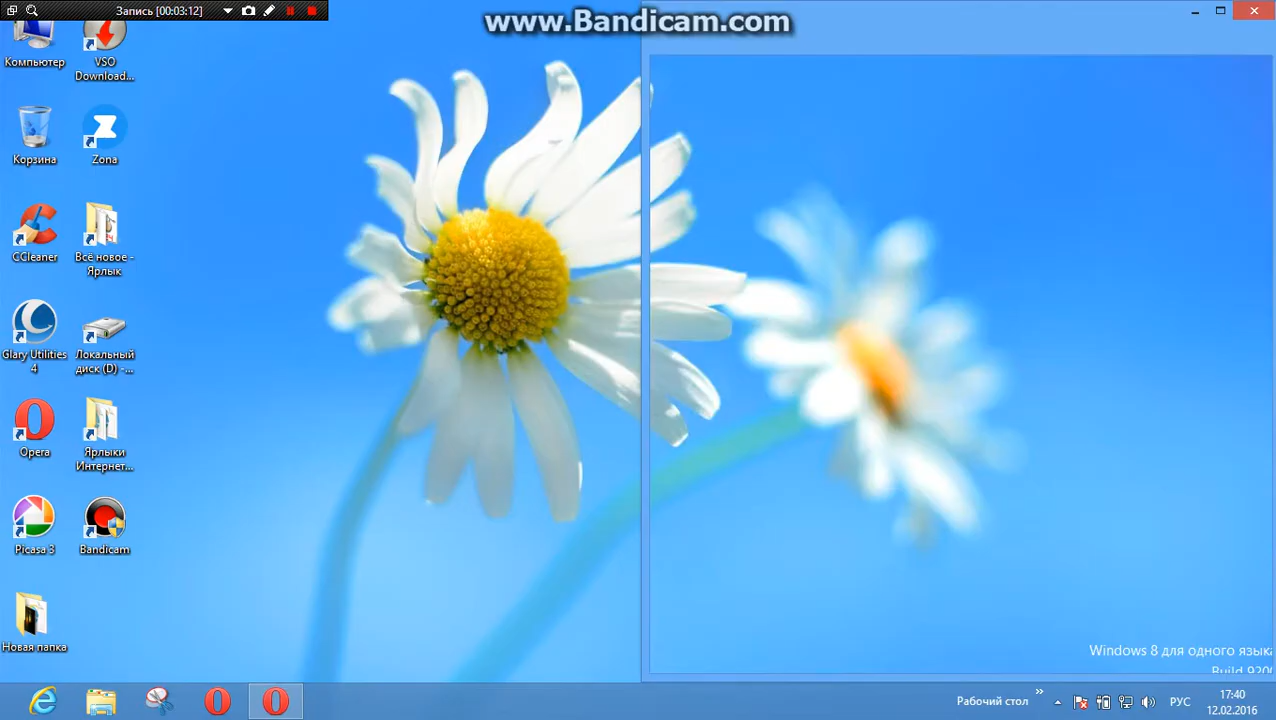 Запись [00:03:12]
www.Bandicam.com
Компьютер
VSO
Download...
Корзина
Zona
CCleaner
Всё новое -
Ярлык
Glary Utilities
4
Локальный
диск (D) -...
Opera
Ярлыки
Интернет...
Picasa 3
Bandicam
Новая папка
Windows 8 для одного языка
Build 9200
Рабочий стол
РУС
17:40
12.02.2016